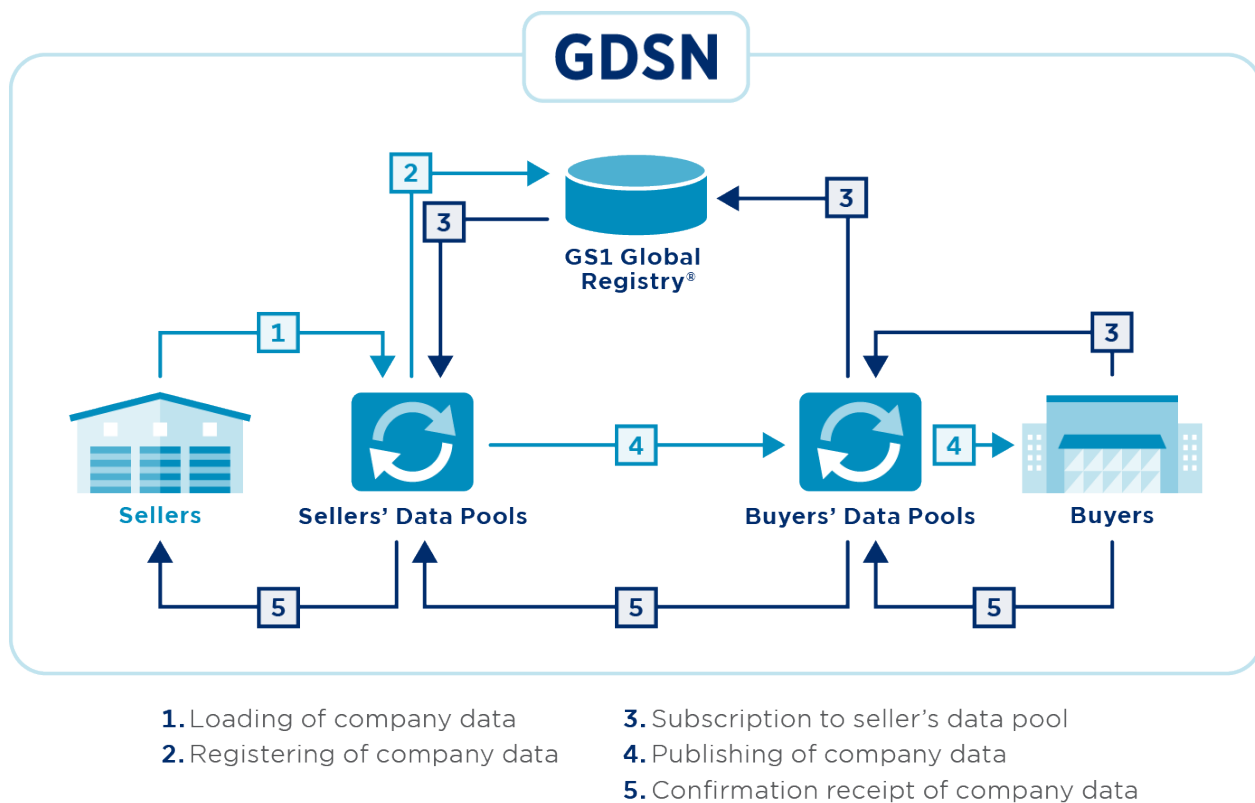 GDSN
2
3
3
GS1 Global
Registry®
1
3
4
4
Sellers
Sellers’ Data Pools
Buyers’ Data Pools
Buyers
5
5
5
1. Loading of company data
2. Registering of company data
3. Subscription to seller’s data pool
4. Publishing of company data
5. Confirmation receipt of company data